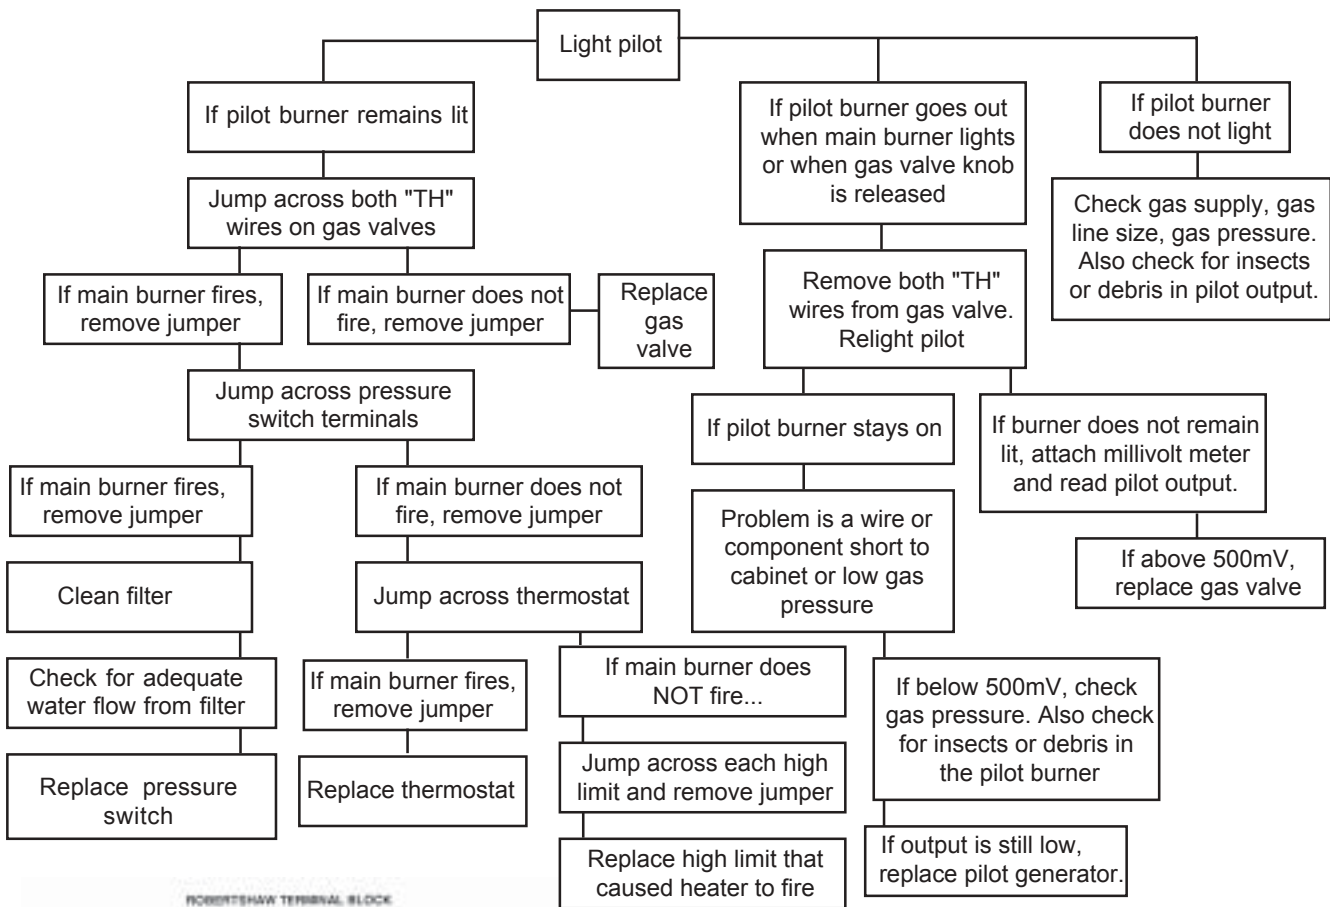 Light pilot
If pilot burner remains lit
Jump across both "TH"
wires on gas valves
If main burner fires,
remove jumper
If main burner does not
fire, remove jumper
Replace
gas
valve
Jump across pressure
switch terminals
If main burner fires,
remove jumper
Clean filter
Check for adequate
water flow from filter
Replace pressure
switch
If main burner does not
fire, remove jumper
Jump across thermostat
If main burner fires,
remove jumper
Replace thermostat
If main burner does
NOT fire...
Jump across each high
limit and remove jumper
Replace high limit that
caused heater to fire
If pilot burner goes out
when main burner lights
or when gas valve knob
is released
Remove both "TH"
wires from gas valve.
Relight pilot
If pilot burner stays on
Problem is a wire or
component short to
cabinet or low gas
pressure
If below 500mV, check
gas pressure. Also check
for insects or debris in
the pilot burner
If output is still low,
replace pilot generator.
If burner does not remain
lit, attach millivolt meter
and read pilot output.
If above 500mV,
replace gas valve
If pilot burner
does not light
Check gas supply, gas
line size, gas pressure.
Also check for insects
or debris in pilot output.
ROBERTSHAW TERMINAL BLOCK